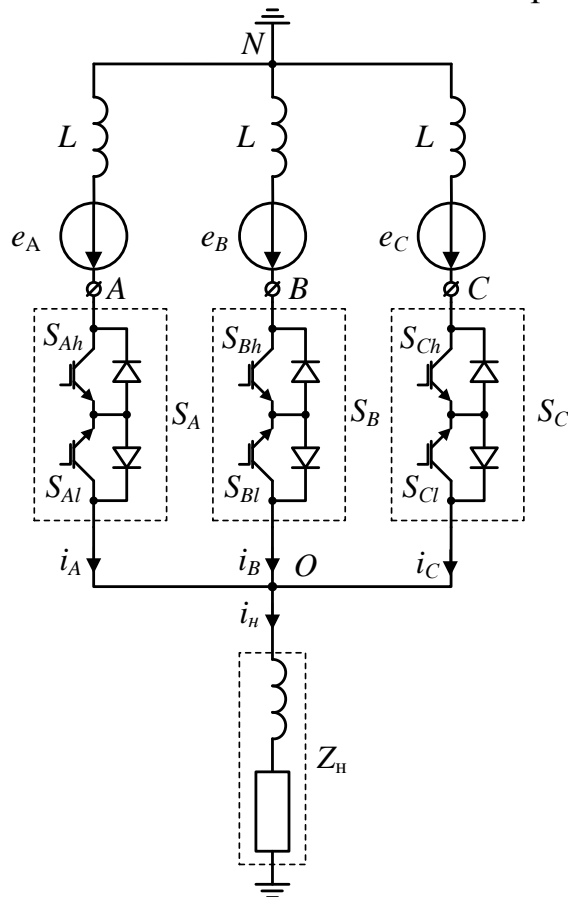 N
L L L
e_A e_B e_C
A B C
S_Ah S_Bh S_Ch
S_A S_B S_C
S_Al S_Bl S_Cl
i_A i_B O i_C
i_н
Z_н